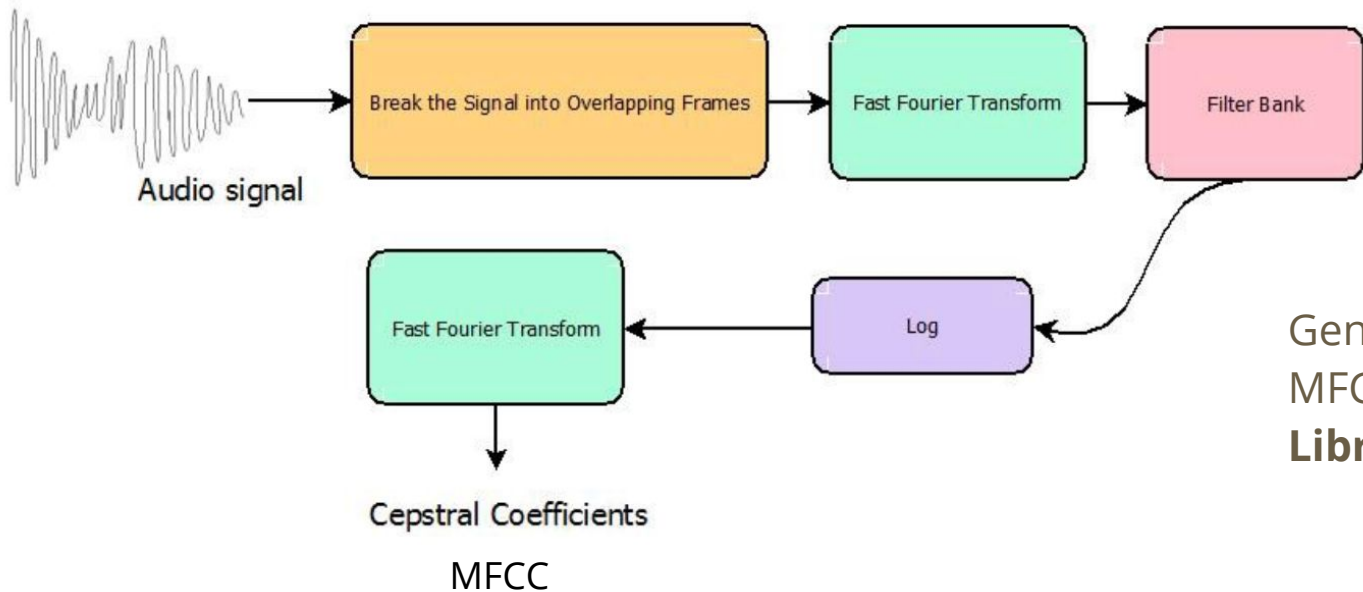 Break the Signal into Overlapping Frames
Fast Fourier Transform
Filter Bank
Audio signal
Fast Fourier Transform
Log
Cepstral Coefficients
MFCC